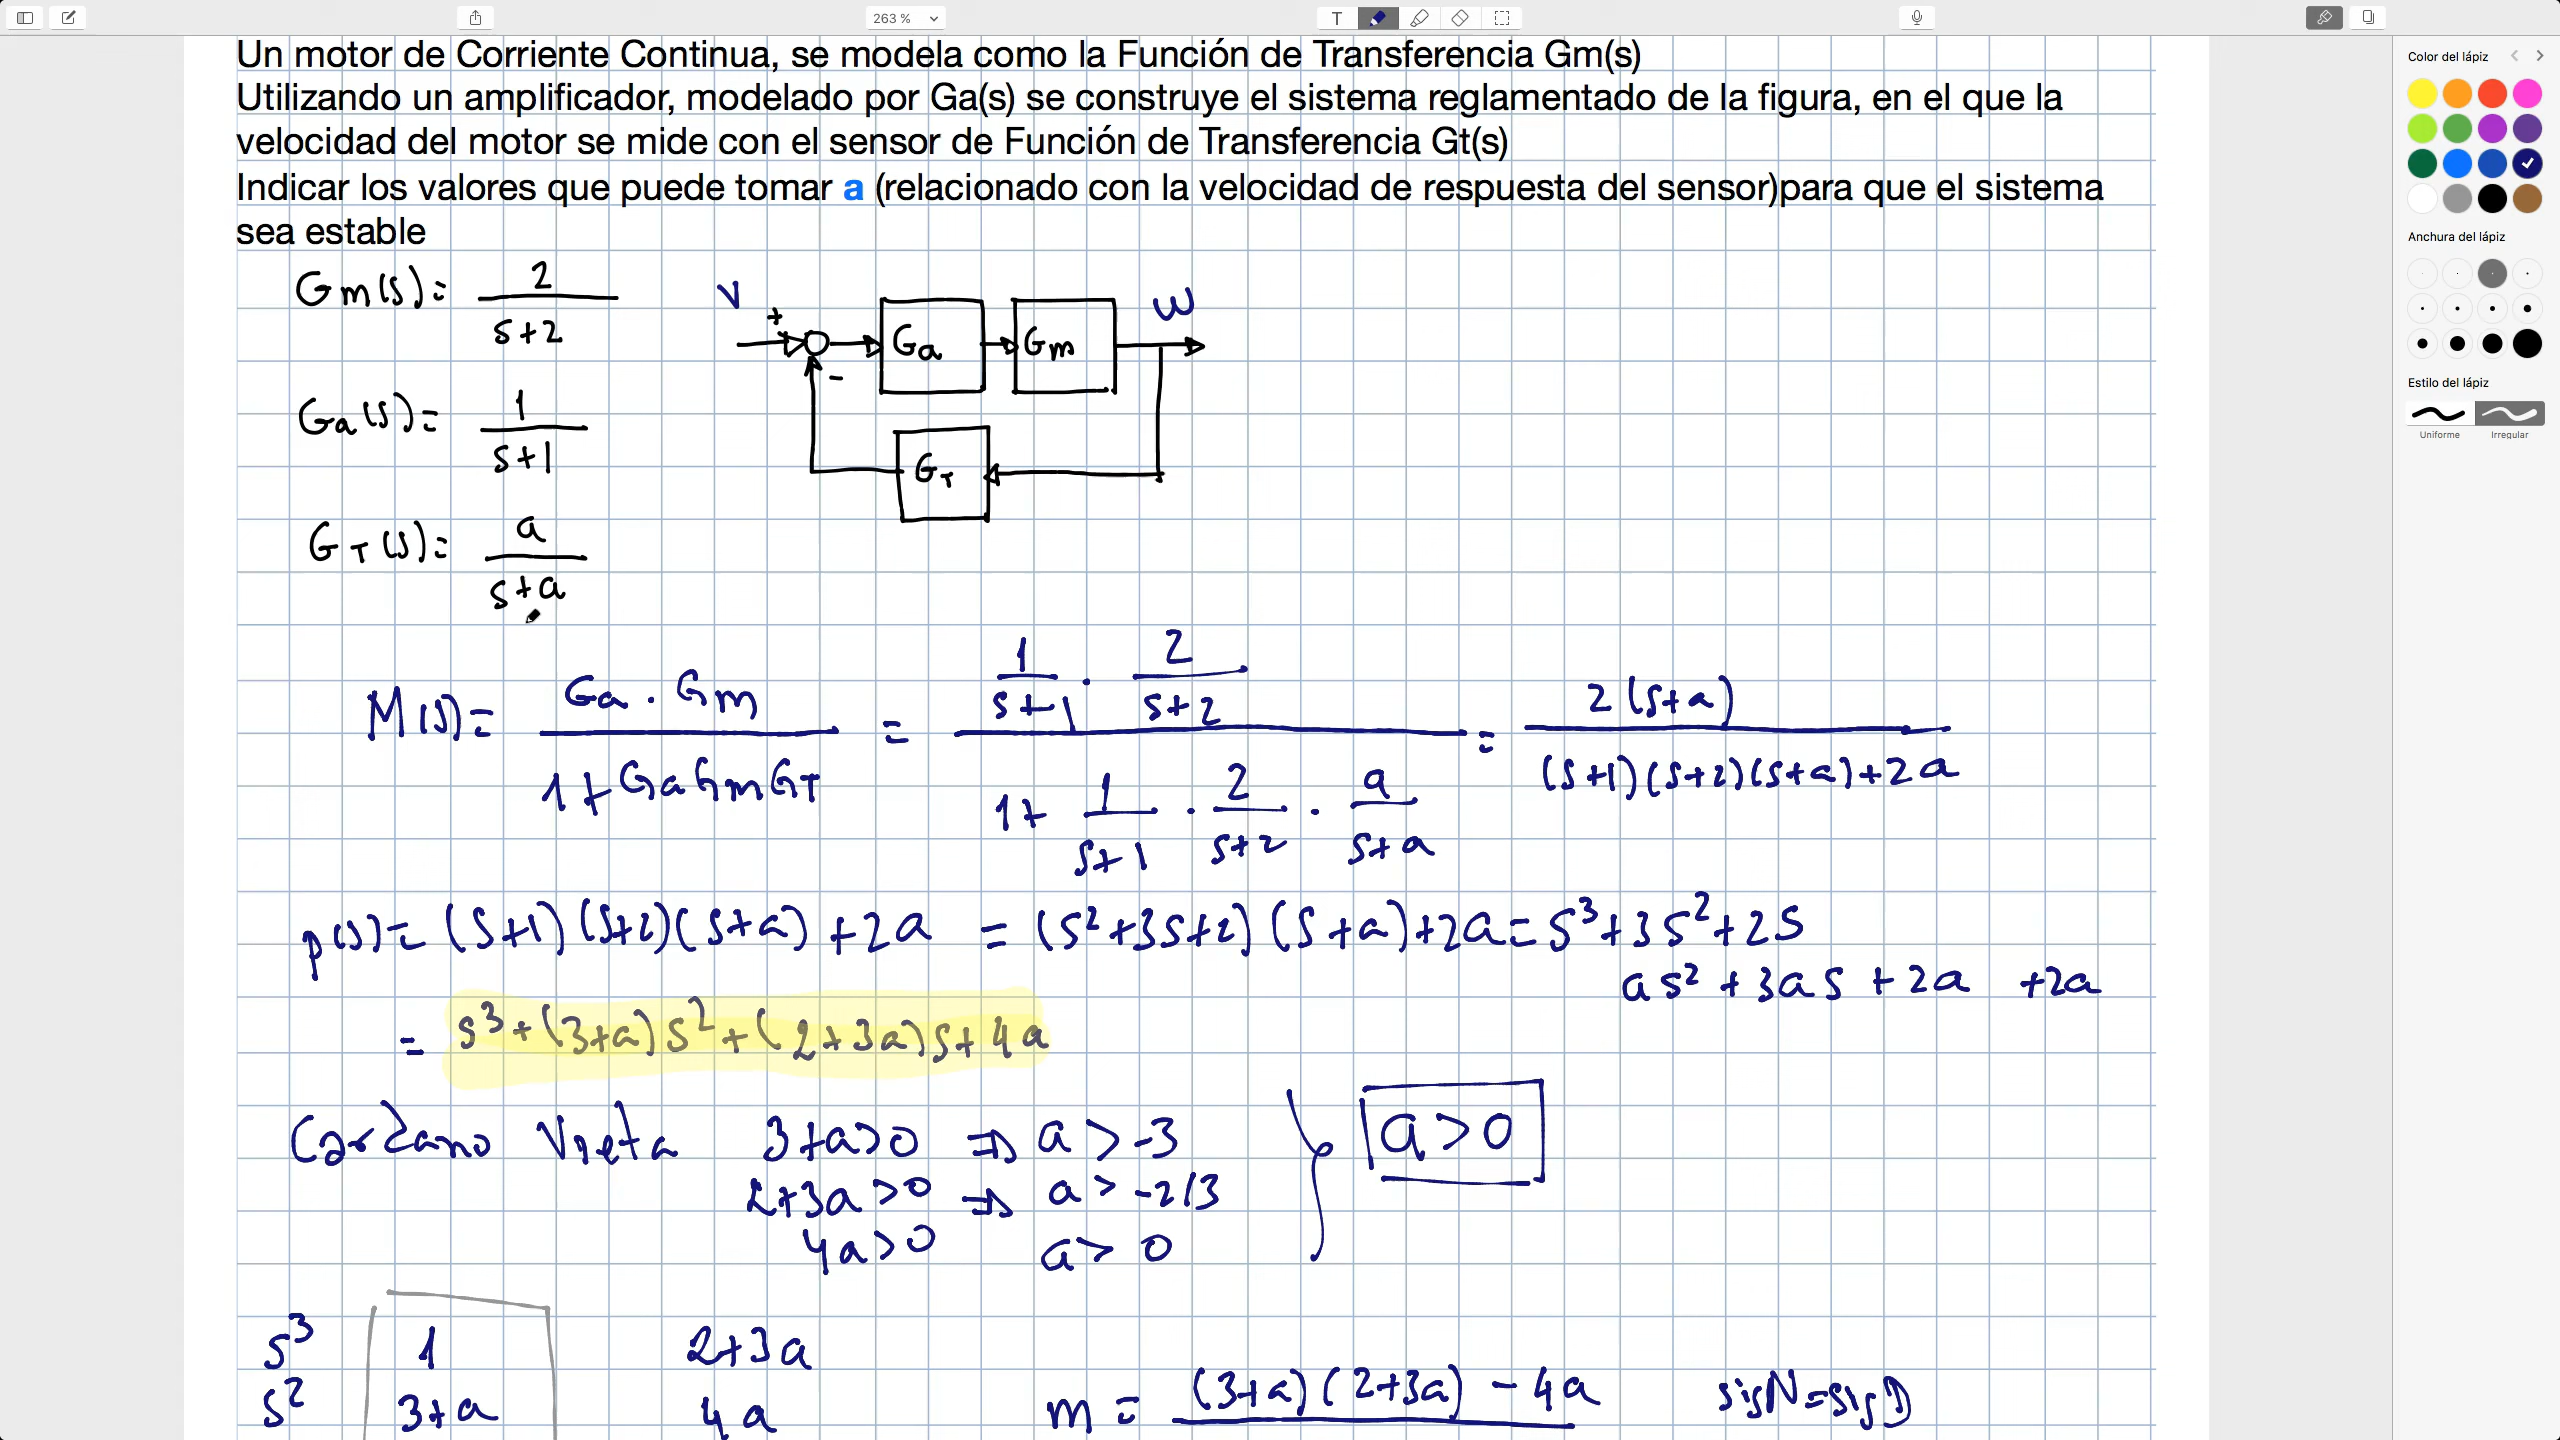 263 %
T
Color del lápiz
Anchura del lápiz
Estilo del lápiz
Uniforme
Irregular
Un motor de Corriente Continua, se modela como la Función de Transferencia Gm(s)
Utilizando un amplificador, modelado por Ga(s) se construye el sistema reglamentado de la figura, en el que la
velocidad del motor se mide con el sensor de Función de Transferencia Gt(s)
Indicar los valores que puede tomar a (relacionado con la velocidad de respuesta del sensor)para que el sistema
sea estable
Gm(s)= 2/(s+2)
Ga(s)= 1/(s+1)
GT(s)= a/(s+a)
V + - Ga Gm ω
GT
M(s)= Ga . Gm / 1+GaGmGT = 1/(s+1) · 2/(s+2) / 1+ 1/(s+1) · 2/(s+2) · a/(s+a) = 2(s+a) / (s+1)(s+2)(s+a)+2a
p(s)= (s+1)(s+2)(s+a)+2a = (s²+3s+2)(s+a)+2a = s³+3s²+2s
as²+3as+2a +2a
= s³+(3+a)s²+(2+3a)s+4a
Cardano Vieta 3+a>0 ⇒ a > -3
2+3a>0 ⇒ a > -2/3
4a>0 a > 0
a>0
s³ 1 2+3a
s² 3+a 4a
m = (3+a)(2+3a) - 4a sigN=sigD